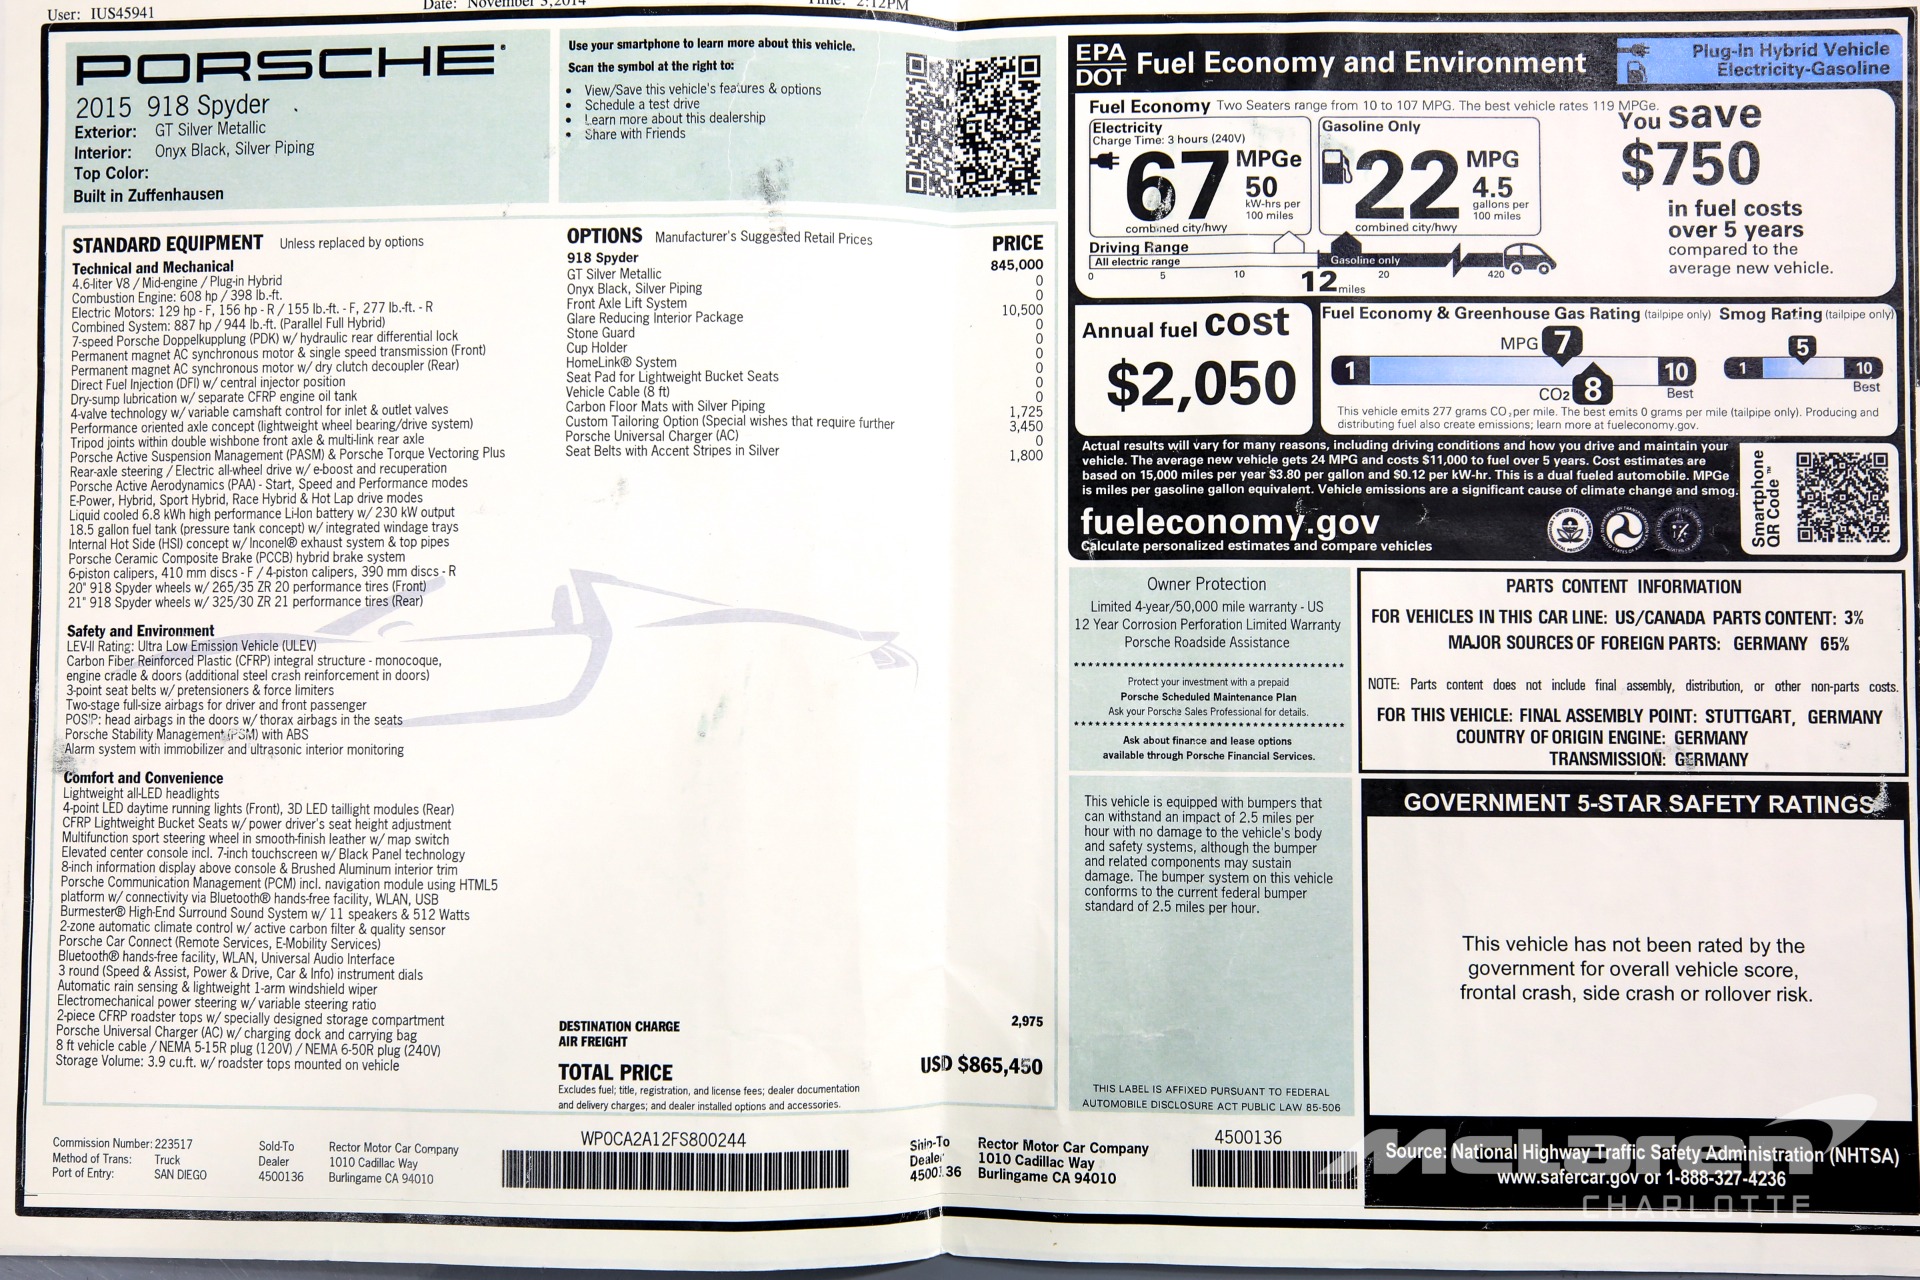 User: IUS45941
Date: November 3,2014
Time: 2:12PM
PORSCHE
2015 918 Spyder
Exterior: GT Silver Metallic
Interior: Onyx Black, Silver Piping
Top Color:
Built in Zuffenhausen
Use your smartphone to learn more about this vehicle.
Scan the symbol at the right to:
• View/Save this vehicle's features & options
• Schedule a test drive
• Learn more about this dealership
• Share with Friends
STANDARD EQUIPMENT Unless replaced by options
Technical and Mechanical
4.6-liter V8 / Mid-engine / Plug-in Hybrid
Combustion Engine: 608 hp / 398 lb.-ft.
Electric Motors: 129 hp - F, 156 hp - R / 155 lb.-ft. - F, 277 lb.-ft. - R
Combined System: 887 hp / 944 lb.-ft. (Parallel Full Hybrid)
7-speed Porsche Doppelkupplung (PDK) w/ hydraulic rear differential lock
Permanent magnet AC synchronous motor & single speed transmission (Front)
Permanent magnet AC synchronous motor w/ dry clutch decoupler (Rear)
Direct Fuel Injection (DFI) w/ central injector position
Dry-sump lubrication w/ separate CFRP engine oil tank
4-valve technology w/ variable camshaft control for inlet & outlet valves
Performance oriented axle concept (lightweight wheel bearing/drive system)
Tripod joints within double wishbone front axle & multi-link rear axle
Porsche Active Suspension Management (PASM) & Porsche Torque Vectoring Plus
Rear-axle steering / Electric all-wheel drive w/ e-boost and recuperation
Porsche Active Aerodynamics (PAA) - Start, Speed and Performance modes
E-Power, Hybrid, Sport Hybrid, Race Hybrid & Hot Lap drive modes
Liquid cooled 6.8 kWh high performance Li-Ion battery w/ 230 kW output
18.5 gallon fuel tank (pressure tank concept) w/ integrated windage trays
Internal Hot Side (HSI) concept w/ Inconel® exhaust system & top pipes
Porsche Ceramic Composite Brake (PCCB) hybrid brake system
6-piston calipers, 410 mm discs - F / 4-piston calipers, 390 mm discs - R
20" 918 Spyder wheels w/ 265/35 ZR 20 performance tires (Front)
21" 918 Spyder wheels w/ 325/30 ZR 21 performance tires (Rear)
Safety and Environment
LEV-II Rating: Ultra Low Emission Vehicle (ULEV)
Carbon Fiber Reinforced Plastic (CFRP) integral structure - monocoque,
engine cradle & doors (additional steel crash reinforcement in doors)
3-point seat belts w/ pretensioners & force limiters
Two-stage full-size airbags for driver and front passenger
POSIP: head airbags in the doors w/ thorax airbags in the seats
Porsche Stability Management (PSM) with ABS
Alarm system with immobilizer and ultrasonic interior monitoring
Comfort and Convenience
Lightweight all-LED headlights
4-point LED daytime running lights (Front), 3D LED taillight modules (Rear)
CFRP Lightweight Bucket Seats w/ power driver's seat height adjustment
Multifunction sport steering wheel in smooth-finish leather w/ map switch
Elevated center console incl. 7-inch touchscreen w/ Black Panel technology
8-inch information display above console & Brushed Aluminum interior trim
Porsche Communication Management (PCM) incl. navigation module using HTML5
platform w/ connectivity via Bluetooth® hands-free facility, WLAN, USB
Burmester® High-End Surround Sound System w/ 11 speakers & 512 Watts
2-zone automatic climate control w/ active carbon filter & quality sensor
Porsche Car Connect (Remote Services, E-Mobility Services)
Bluetooth® hands-free facility, WLAN, Universal Audio Interface
3 round (Speed & Assist, Power & Drive, Car & Info) instrument dials
Automatic rain sensing & lightweight 1-arm windshield wiper
Electromechanical power steering w/ variable steering ratio
2-piece CFRP roadster tops w/ specially designed storage compartment
Porsche Universal Charger (AC) w/ charging dock and carrying bag
8 ft vehicle cable / NEMA 5-15R plug (120V) / NEMA 6-50R plug (240V)
Storage Volume: 3.9 cu.ft. w/ roadster tops mounted on vehicle
OPTIONS Manufacturer's Suggested Retail Prices PRICE
918 Spyder 845,000
GT Silver Metallic 0
Onyx Black, Silver Piping 0
Front Axle Lift System 10,500
Glare Reducing Interior Package 0
Stone Guard 0
Cup Holder 0
HomeLink® System 0
Seat Pad for Lightweight Bucket Seats 0
Vehicle Cable (8 ft) 0
Carbon Floor Mats with Silver Piping 1,725
Custom Tailoring Option (Special wishes that require further 3,450
Porsche Universal Charger (AC) 0
Seat Belts with Accent Stripes in Silver 1,800
DESTINATION CHARGE 2,975
AIR FREIGHT
TOTAL PRICE USD $865,450
Excludes fuel; title, registration, and license fees; dealer documentation
and delivery charges; and dealer installed options and accessories.
Commission Number: 223517
Method of Trans: Truck
Port of Entry: SAN DIEGO
Sold-To
Dealer
4500136
Rector Motor Car Company
1010 Cadillac Way
Burlingame CA 94010
WP0CA2A12FS800244
Ship-To
Dealer
4500136
Rector Motor Car Company
1010 Cadillac Way
Burlingame CA 94010
4500136
EPA
DOT
Fuel Economy and Environment
Plug-In Hybrid Vehicle
Electricity-Gasoline
Fuel Economy Two Seaters range from 10 to 107 MPG. The best vehicle rates 119 MPGe.
Electricity
Charge Time: 3 hours (240V)
67 MPGe
50
kW-hrs per
100 miles
combined city/hwy
Gasoline Only
22 MPG
4.5
gallons per
100 miles
combined city/hwy
You save
$750
in fuel costs
over 5 years
compared to the
average new vehicle.
Driving Range
All electric range
Gasoline only
0 5 10 20 420
12 miles
Annual fuel cost
$2,050
Fuel Economy & Greenhouse Gas Rating (tailpipe only)
MPG 7
1 10
Best
CO2 8
Smog Rating (tailpipe only)
5
1 10
Best
This vehicle emits 277 grams CO2 per mile. The best emits 0 grams per mile (tailpipe only). Producing and
distributing fuel also create emissions; learn more at fueleconomy.gov.
Actual results will vary for many reasons, including driving conditions and how you drive and maintain your
vehicle. The average new vehicle gets 24 MPG and costs $11,000 to fuel over 5 years. Cost estimates are
based on 15,000 miles per year $3.80 per gallon and $0.12 per kW-hr. This is a dual fueled automobile. MPGe
is miles per gasoline gallon equivalent. Vehicle emissions are a significant cause of climate change and smog.
fueleconomy.gov
Calculate personalized estimates and compare vehicles
Smartphone
QR Code™
Owner Protection
Limited 4-year/50,000 mile warranty - US
12 Year Corrosion Perforation Limited Warranty
Porsche Roadside Assistance
Protect your investment with a prepaid
Porsche Scheduled Maintenance Plan
Ask your Porsche Sales Professional for details.
Ask about finance and lease options
available through Porsche Financial Services.
This vehicle is equipped with bumpers that
can withstand an impact of 2.5 miles per
hour with no damage to the vehicle's body
and safety systems, although the bumper
and related components may sustain
damage. The bumper system on this vehicle
conforms to the current federal bumper
standard of 2.5 miles per hour.
THIS LABEL IS AFFIXED PURSUANT TO FEDERAL
AUTOMOBILE DISCLOSURE ACT PUBLIC LAW 85-506
PARTS CONTENT INFORMATION
FOR VEHICLES IN THIS CAR LINE: US/CANADA PARTS CONTENT: 3%
MAJOR SOURCES OF FOREIGN PARTS: GERMANY 65%
NOTE: Parts content does not include final assembly, distribution, or other non-parts costs.
FOR THIS VEHICLE: FINAL ASSEMBLY POINT: STUTTGART, GERMANY
COUNTRY OF ORIGIN ENGINE: GERMANY
TRANSMISSION: GERMANY
GOVERNMENT 5-STAR SAFETY RATINGS
This vehicle has not been rated by the
government for overall vehicle score,
frontal crash, side crash or rollover risk.
Source: National Highway Traffic Safety Administration (NHTSA)
www.safercar.gov or 1-888-327-4236
McLaren
CHARLOTTE